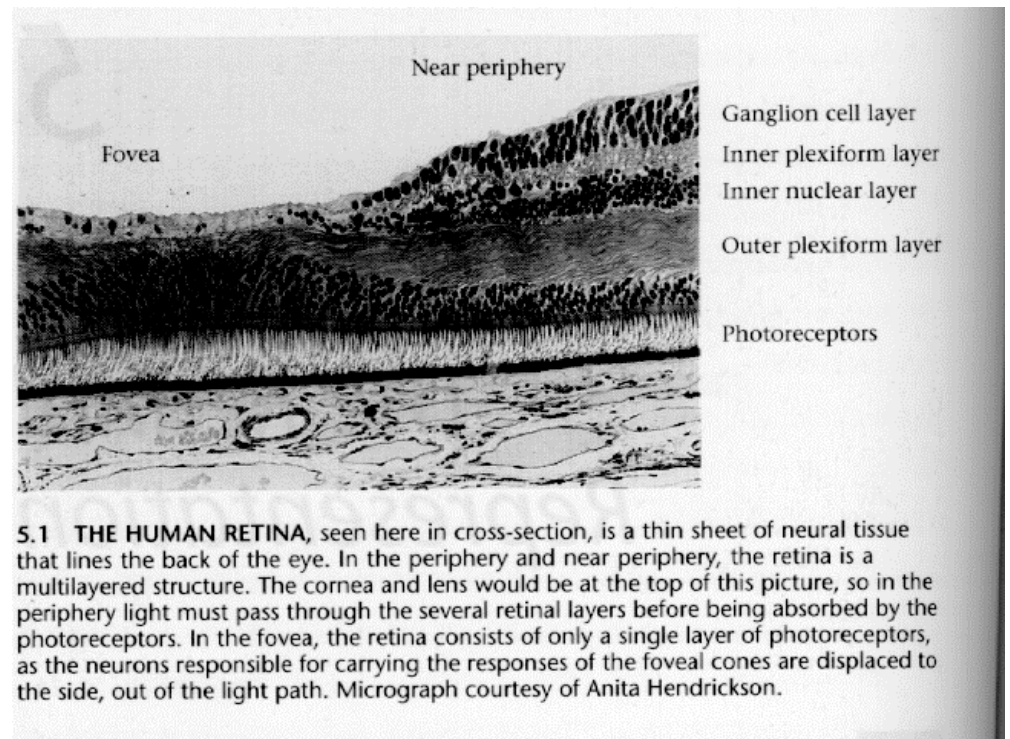 Near periphery
Fovea
Ganglion cell layer
Inner plexiform layer
Inner nuclear layer
Outer plexiform layer
Photoreceptors
5.1 THE HUMAN RETINA, seen here in cross-section, is a thin sheet of neural tissue
that lines the back of the eye. In the periphery and near periphery, the retina is a
multilayered structure. The cornea and lens would be at the top of this picture, so in the
periphery light must pass through the several retinal layers before being absorbed by the
photoreceptors. In the fovea, the retina consists of only a single layer of photoreceptors,
as the neurons responsible for carrying the responses of the foveal cones are displaced to
the side, out of the light path. Micrograph courtesy of Anita Hendrickson.